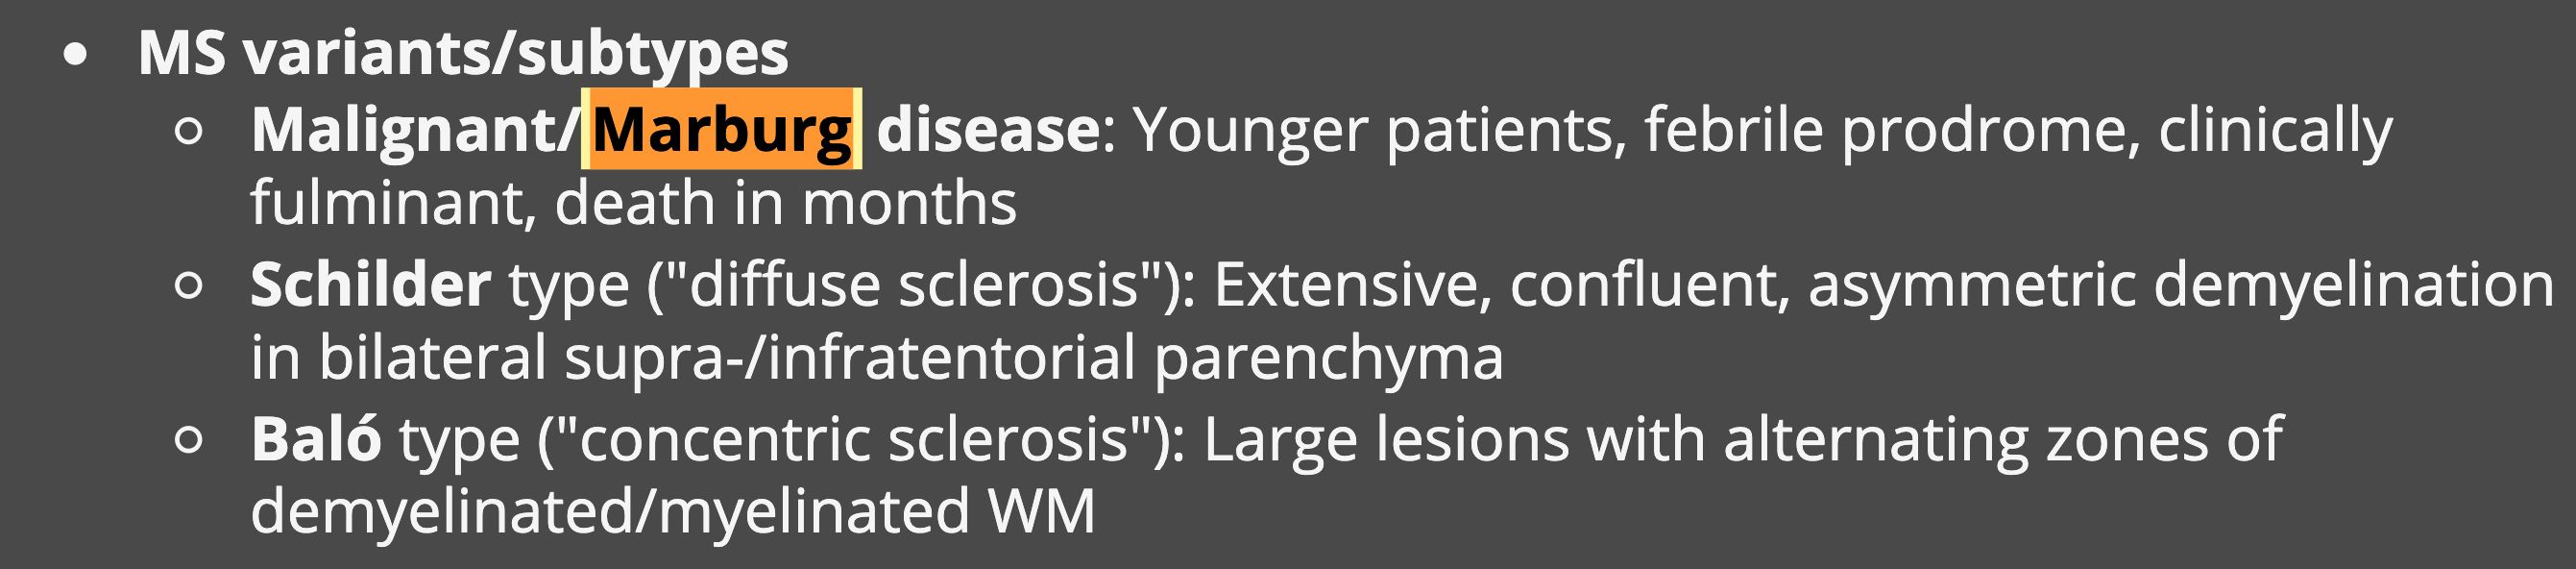 • MS variants/subtypes
○ Malignant/Marburg disease: Younger patients, febrile prodrome, clinically
fulminant, death in months
○ Schilder type ("diffuse sclerosis"): Extensive, confluent, asymmetric demyelination
in bilateral supra-/infratentorial parenchyma
○ Baló type ("concentric sclerosis"): Large lesions with alternating zones of
demyelinated/myelinated WM